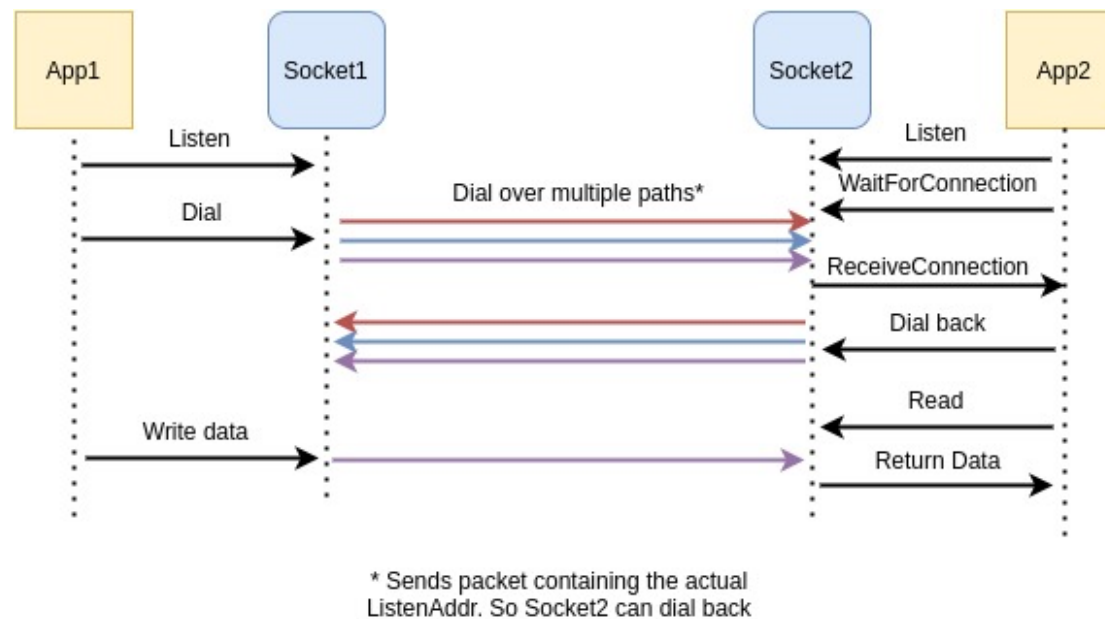 App1
Socket1
Socket2
App2
Listen
Listen
WaitForConnection
Dial over multiple paths*
Dial
ReceiveConnection
Dial back
Read
Write data
Return Data
* Sends packet containing the actual
ListenAddr. So Socket2 can dial back